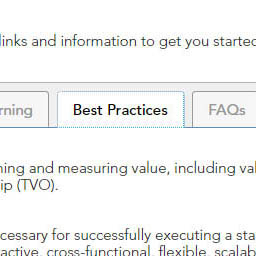 links and information to get you started
rning Best Practices FAQs
ning and measuring value, including val
ip (TVO).
cessary for successfully executing a sta
active, cross-functional, flexible, scalab